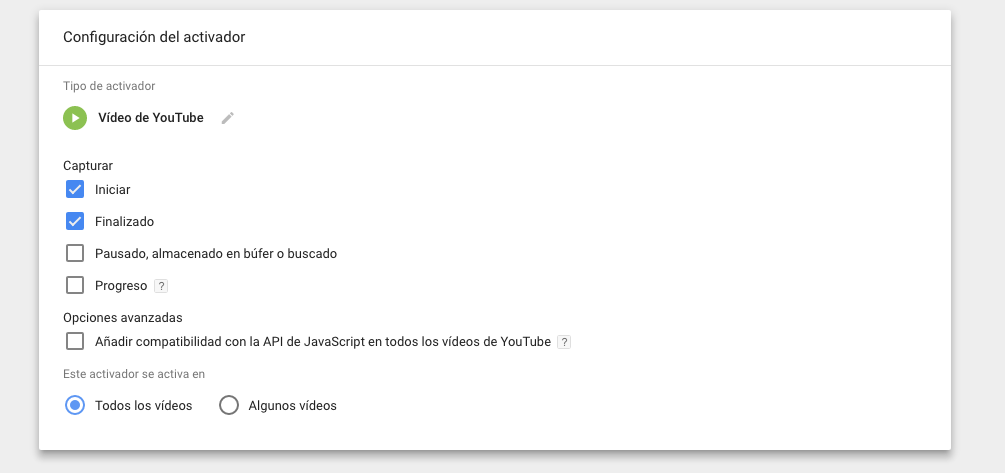 Configuración del activador
Tipo de activador
Vídeo de YouTube
Capturar
Iniciar
Finalizado
Pausado, almacenado en búfer o buscado
Progreso ?
Opciones avanzadas
Añadir compatibilidad con la API de JavaScript en todos los vídeos de YouTube ?
Este activador se activa en
Todos los vídeos Algunos vídeos